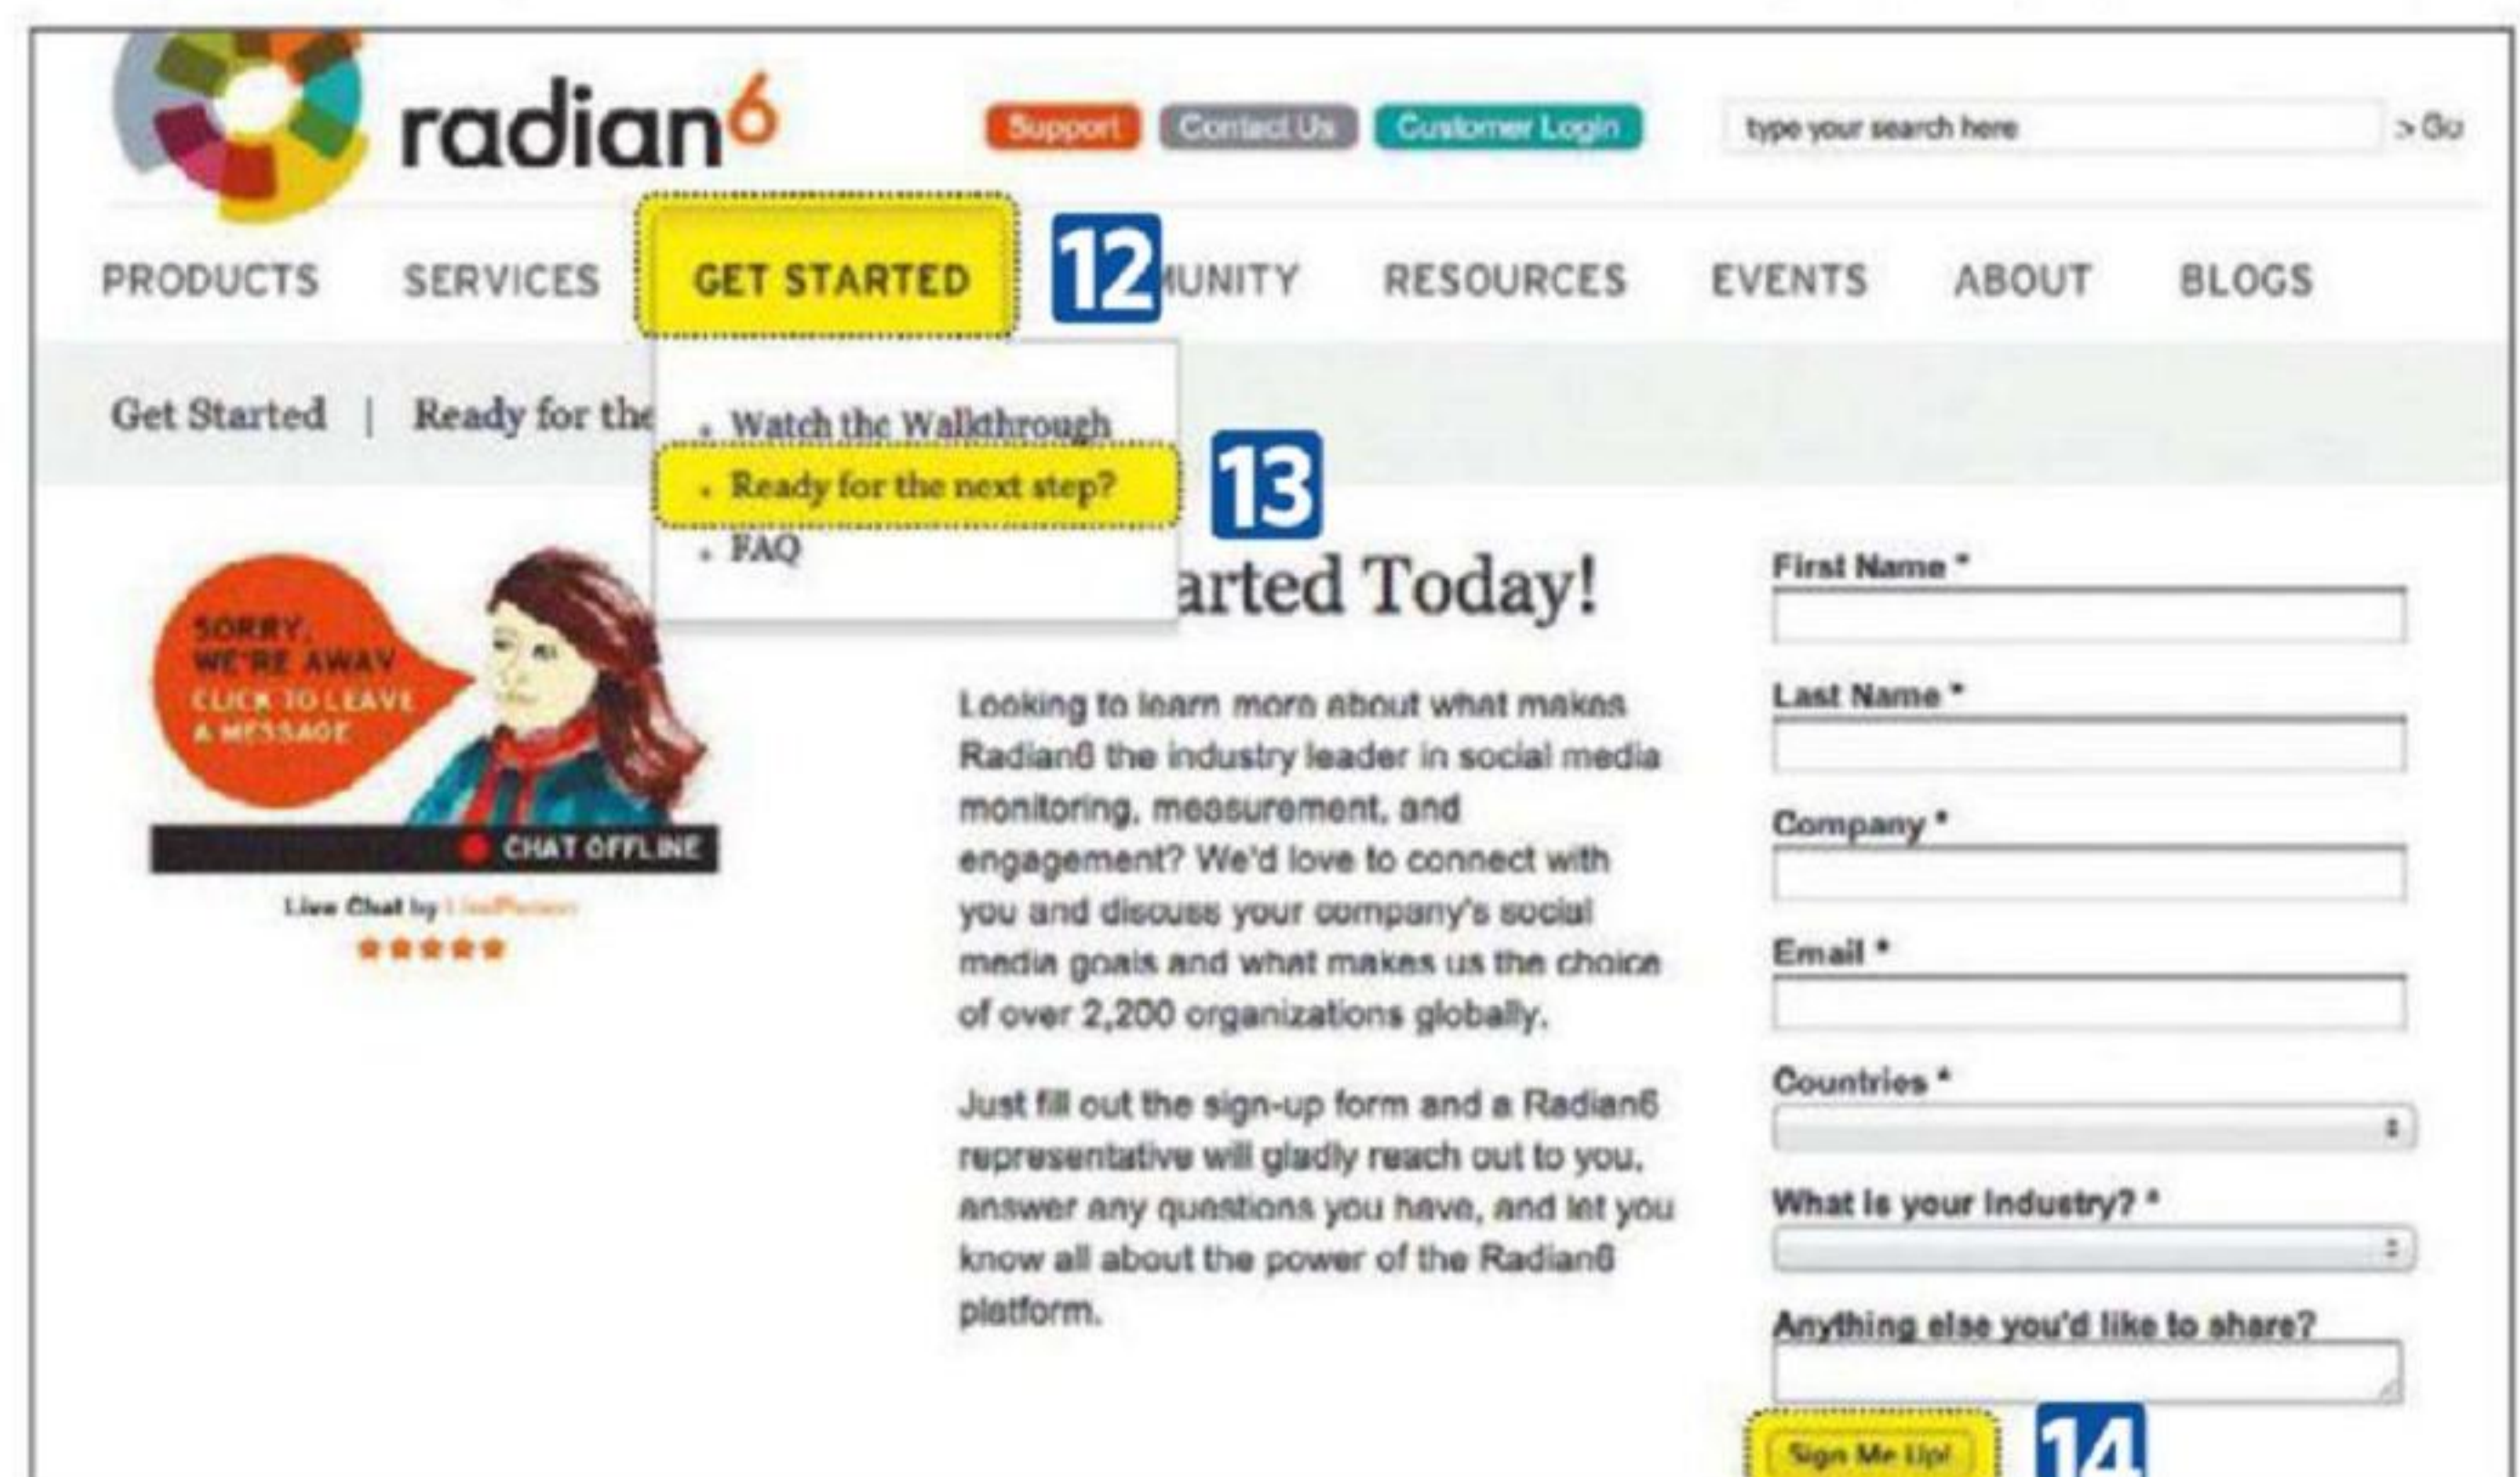 radian6
Support Contact Us Customer Login type your search here > Go
PRODUCTS SERVICES GET STARTED 12 MUNITY RESOURCES EVENTS ABOUT BLOGS
Get Started | Ready for the
• Watch the Walkthrough
• Ready for the next step? 13
• FAQ
arted Today!
SORRY,
WE'RE AWAY
CLICK TO LEAVE
A MESSAGE
CHAT OFFLINE
Live Chat by LivePerson
Looking to learn more about what makes
Radian6 the industry leader in social media
monitoring, measurement, and
engagement? We'd love to connect with
you and discuss your company's social
media goals and what makes us the choice
of over 2,200 organizations globally.
Just fill out the sign-up form and a Radian6
representative will gladly reach out to you,
answer any questions you have, and let you
know all about the power of the Radian6
platform.
First Name *
Last Name *
Company *
Email *
Countries *
What is your Industry? *
Anything else you'd like to share?
Sign Me Up! 14